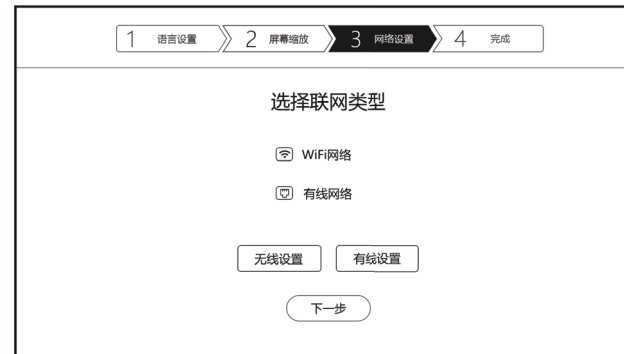 1 语言设置 2 屏幕缩放 3 网络设置 4 完成
选择联网类型
WiFi网络
有线网络
无线设置 有线设置
下一步